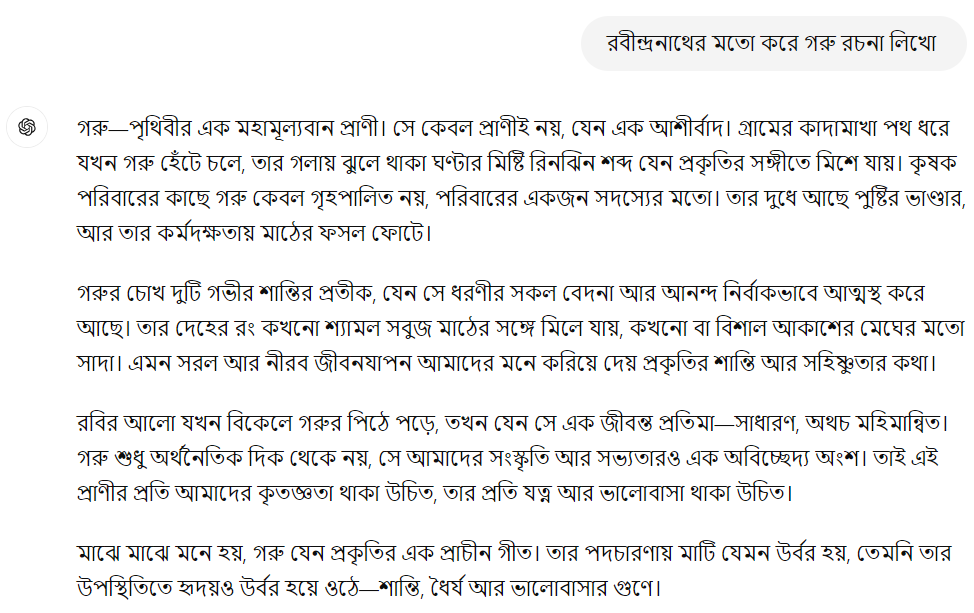 রবীন্দ্রনাথের মতো করে গরু রচনা লিখো
গরু—পৃথিবীর এক মহামূল্যবান প্রাণী। সে কেবল প্রাণীই নয়, যেন এক আশীর্বাদ। গ্রামের কাদামাখা পথ ধরে
যখন গরু হেঁটে চলে, তার গলায় ঝুলে থাকা ঘণ্টার মিষ্টি রিনঝিন শব্দ যেন প্রকৃতির সঙ্গীতে মিশে যায়। কৃষক
পরিবারের কাছে গরু কেবল গৃহপালিত নয়, পরিবারের একজন সদস্যের মতো। তার দুধে আছে পুষ্টির ভাণ্ডার,
আর তার কর্মদক্ষতায় মাঠের ফসল ফোটে।
গরুর চোখ দুটি গভীর শান্তির প্রতীক, যেন সে ধরণীর সকল বেদনা আর আনন্দ নির্বাকভাবে আত্মস্থ করে
আছে। তার দেহের রং কখনো শ্যামল সবুজ মাঠের সঙ্গে মিলে যায়, কখনো বা বিশাল আকাশের মেঘের মতো
সাদা। এমন সরল আর নীরব জীবনযাপন আমাদের মনে করিয়ে দেয় প্রকৃতির শান্তি আর সহিষ্ণুতার কথা।
রবির আলো যখন বিকেলে গরুর পিঠে পড়ে, তখন যেন সে এক জীবন্ত প্রতিমা—সাধারণ, অথচ মহিমান্বিত।
গরু শুধু অর্থনৈতিক দিক থেকে নয়, সে আমাদের সংস্কৃতি আর সভ্যতারও এক অবিচ্ছেদ্য অংশ। তাই এই
প্রাণীর প্রতি আমাদের কৃতজ্ঞতা থাকা উচিত, তার প্রতি যত্ন আর ভালোবাসা থাকা উচিত।
মাঝে মাঝে মনে হয়, গরু যেন প্রকৃতির এক প্রাচীন গীত। তার পদচারণায় মাটি যেমন উর্বর হয়, তেমনি তার
উপস্থিতিতে হৃদয়ও উর্বর হয়ে ওঠে—শান্তি, ধৈর্য আর ভালোবাসার গুণে।